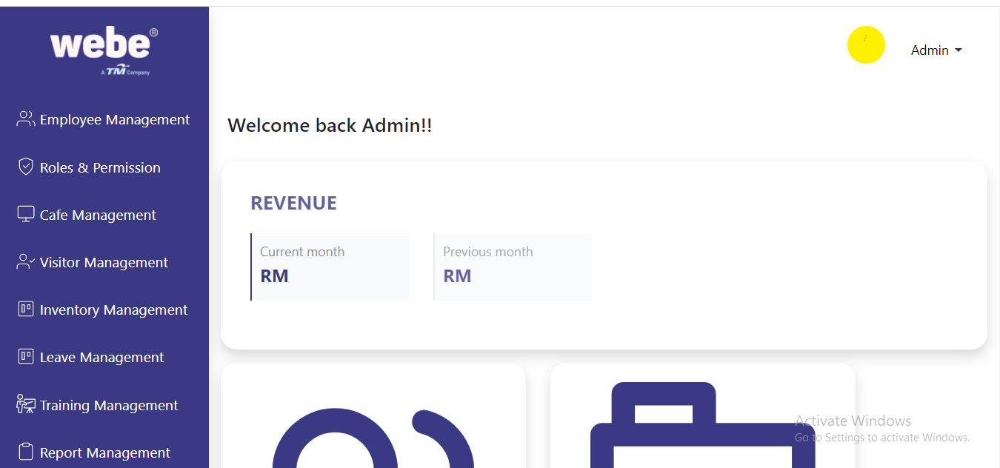 webe®
A TM Company
Employee Management
Roles & Permission
Cafe Management
Visitor Management
Inventory Management
Leave Management
Training Management
Report Management
Admin
Welcome back Admin!!
REVENUE
Current month
RM
Previous month
RM
Activate Windows
Go to Settings to activate Windows.